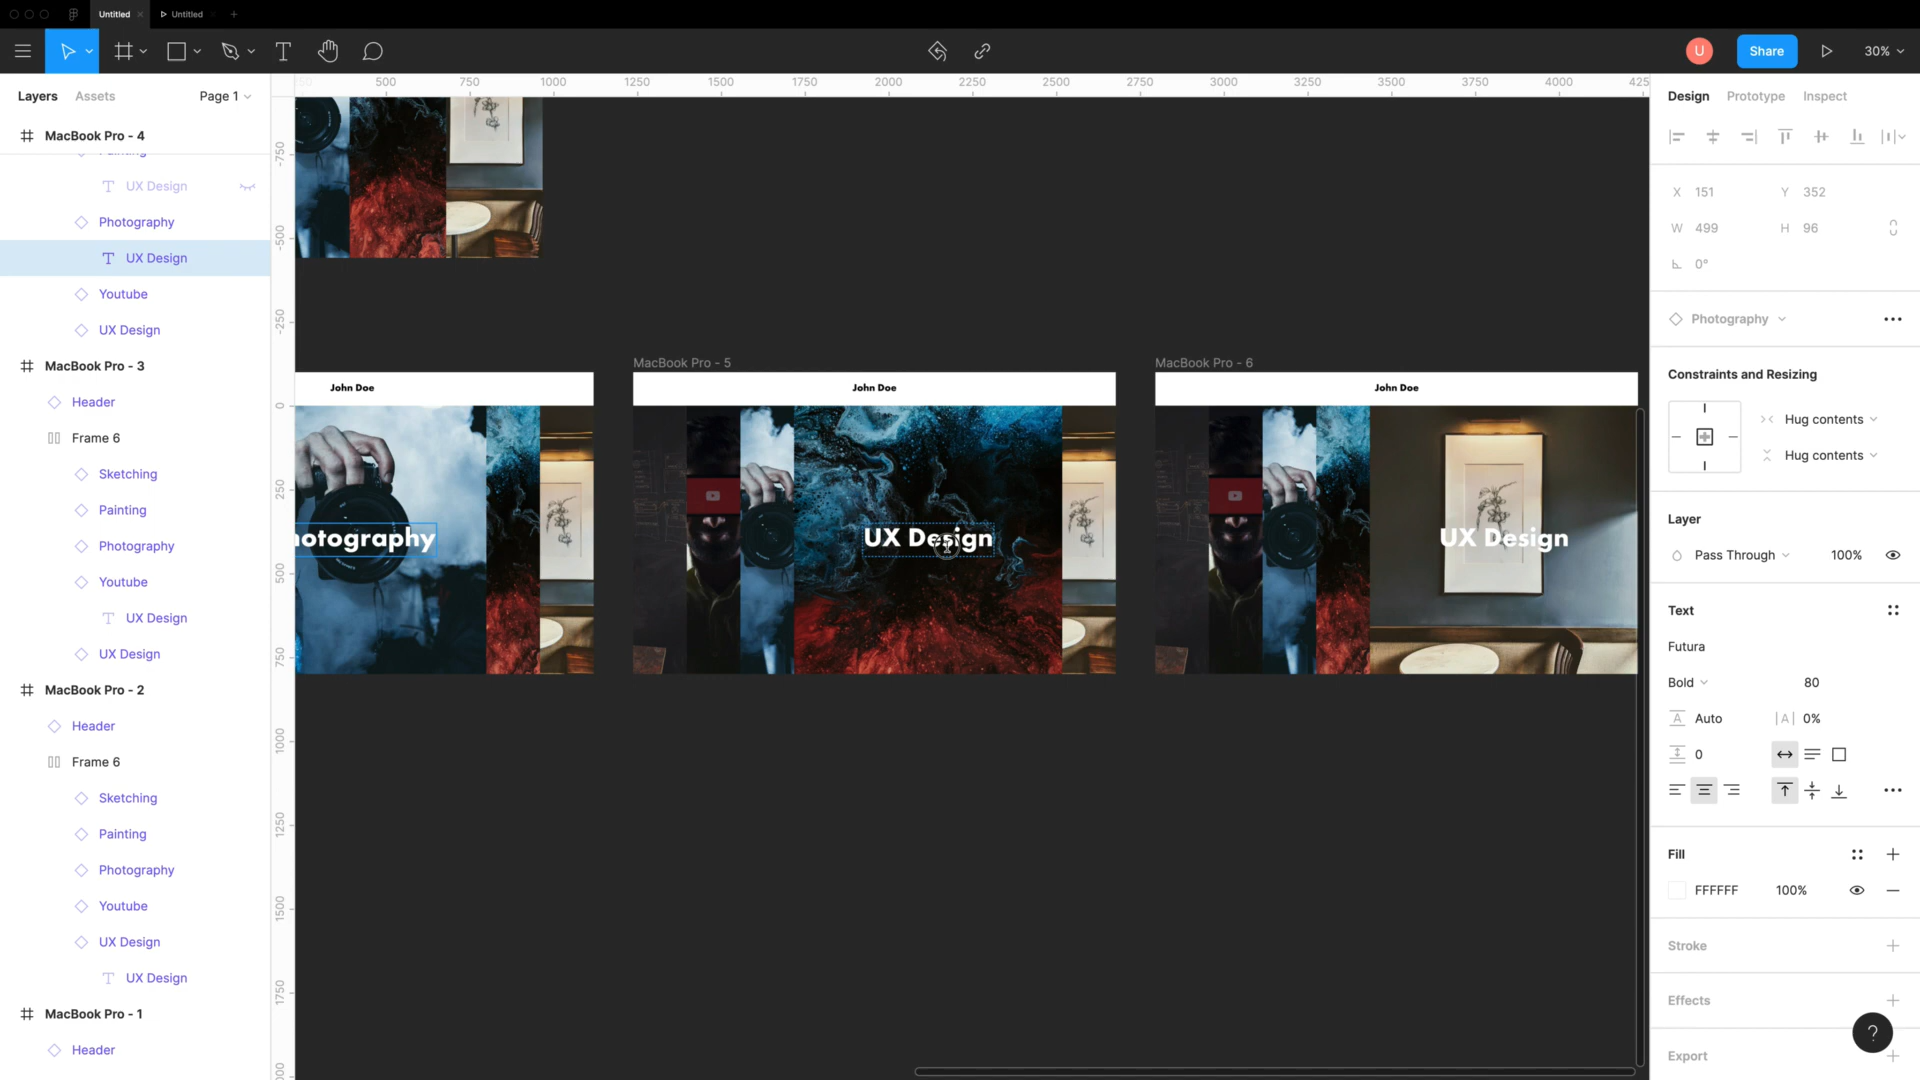 Untitled
Untitled
U
Share
30%
Layers
Assets
Page 1
Design
Prototype
Inspect
500
750
1000
1250
1500
1750
2000
2250
2500
2750
3000
3250
3500
3750
4000
425
MacBook Pro - 4
UX Design
Photography
UX Design
Youtube
UX Design
MacBook Pro - 3
Header
Frame 6
Sketching
Painting
Photography
Youtube
UX Design
UX Design
MacBook Pro - 2
Header
Frame 6
Sketching
Painting
Photography
Youtube
UX Design
UX Design
MacBook Pro - 1
Header
-750
-500
-250
0
250
500
750
1000
1250
1500
1750
John Doe
otography
MacBook Pro - 5
John Doe
UX Design
MacBook Pro - 6
John Doe
UX Design
X 151
Y 352
W 499
H 96
0°
Photography
Constraints and Resizing
Hug contents
Hug contents
Layer
Pass Through
100%
Text
Futura
Bold
80
A Auto
|A| 0%
0
Fill
FFFFFF
100%
Stroke
Effects
Export
?